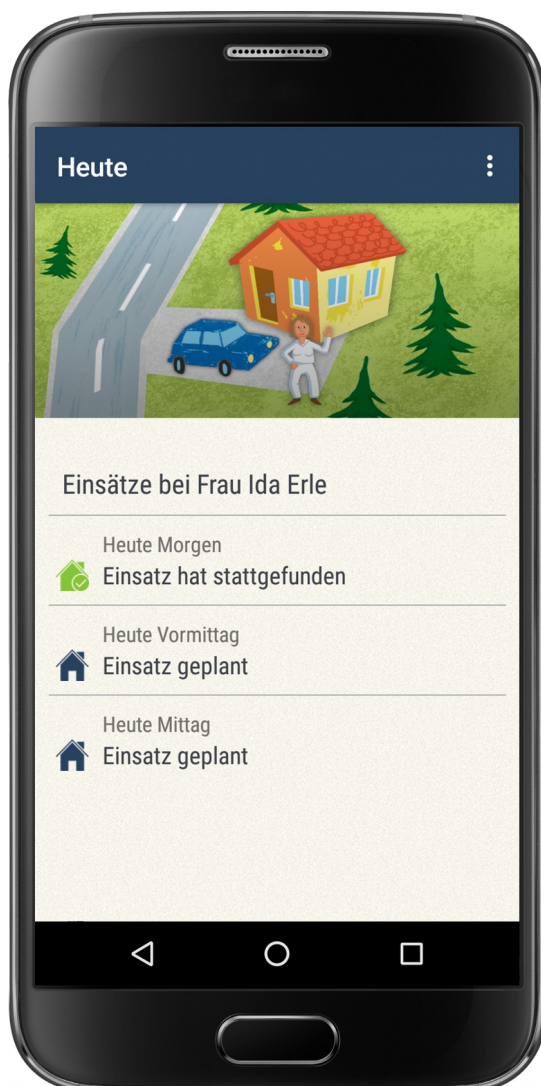 Heute
Einsätze bei Frau Ida Erle
Heute Morgen
Einsatz hat stattgefunden
Heute Vormittag
Einsatz geplant
Heute Mittag
Einsatz geplant